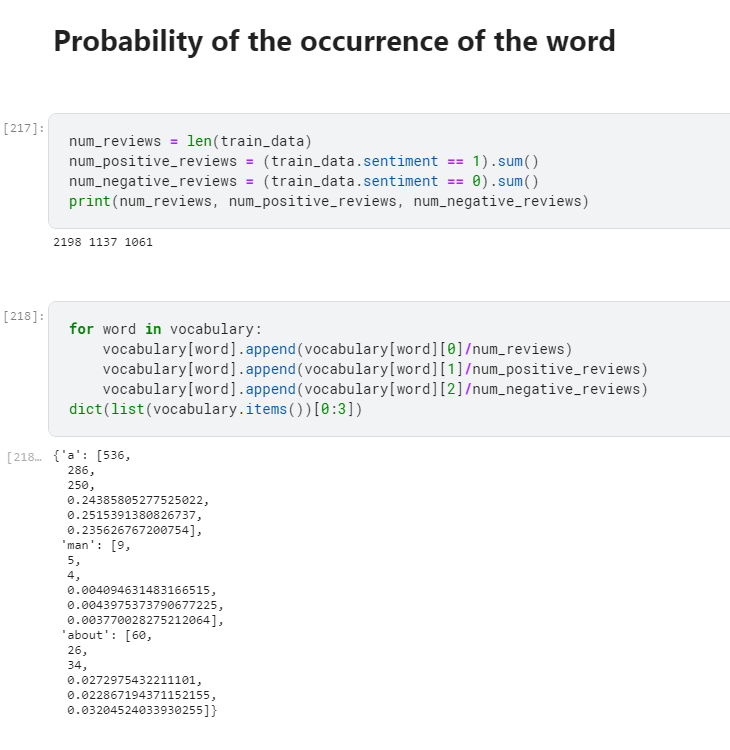 Probability of the occurrence of the word
[217]:
num_reviews = len(train_data)
num_positive_reviews = (train_data.sentiment == 1).sum()
num_negative_reviews = (train_data.sentiment == 0).sum()
print(num_reviews, num_positive_reviews, num_negative_reviews)
2198 1137 1061
[218]:
for word in vocabulary:
    vocabulary[word].append(vocabulary[word][0]/num_reviews)
    vocabulary[word].append(vocabulary[word][1]/num_positive_reviews)
    vocabulary[word].append(vocabulary[word][2]/num_negative_reviews)
dict(list(vocabulary.items())[0:3])
[218…
{'a': [536,
  286,
  250,
  0.24385805277525022,
  0.2515391380826737,
  0.235626767200754],
 'man': [9,
  5,
  4,
  0.004094631483166515,
  0.0043975373790677225,
  0.003770028275212064],
 'about': [60,
  26,
  34,
  0.0272975432211101,
  0.022867194371152155,
  0.03204524033930255]}